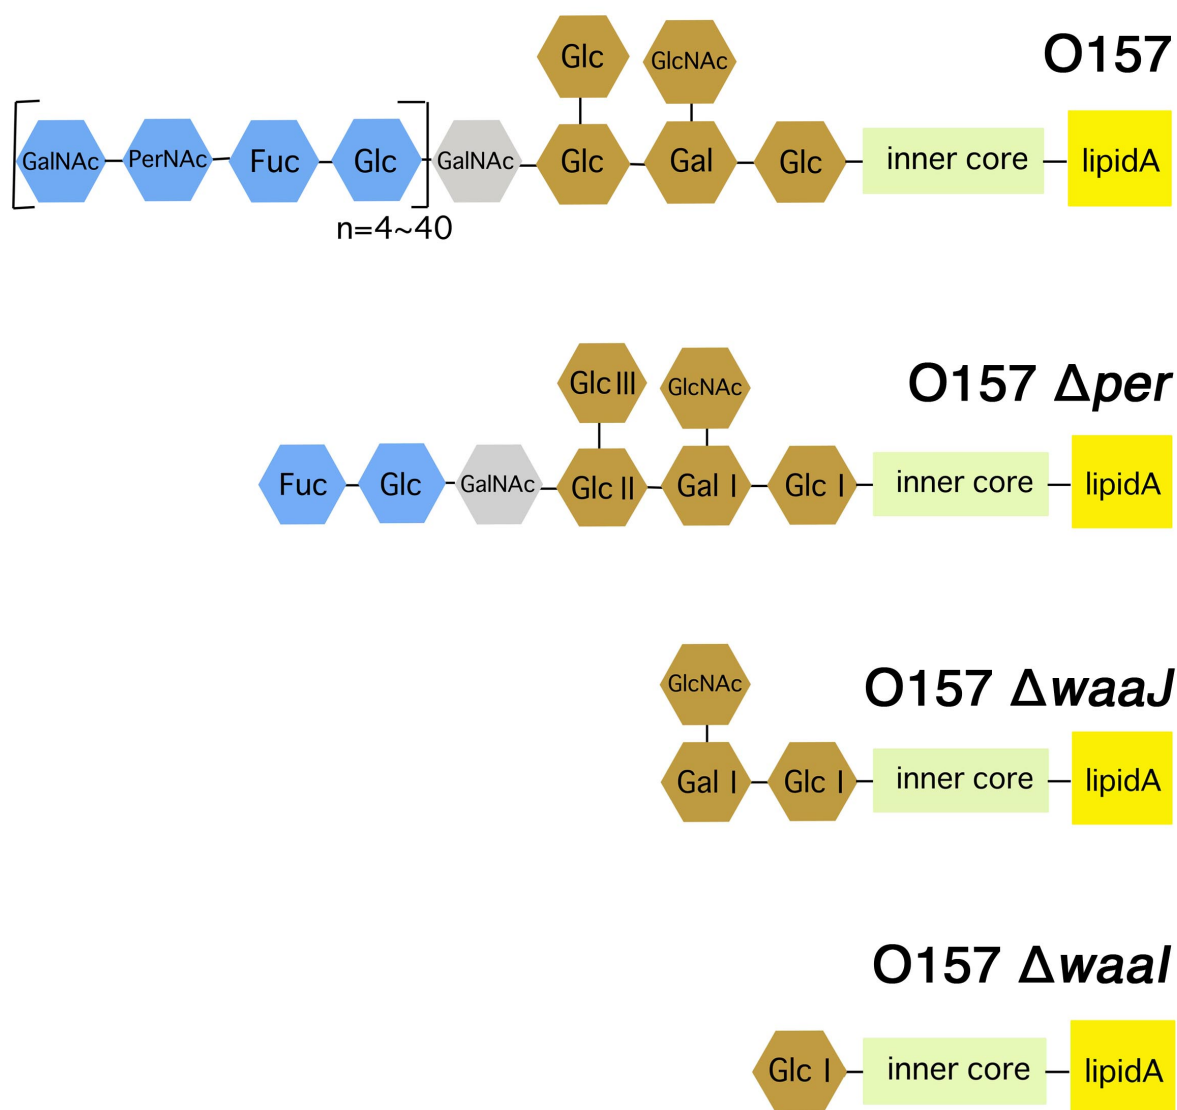 O157
Glc GlcNAc
GalNAc PerNAc Fuc Glc GalNAc Glc Gal Glc inner core lipidA
n=4~40
O157 Δper
Glc III GlcNAc
Fuc Glc GalNAc Glc II Gal I Glc I inner core lipidA
O157 ΔwaaJ
GlcNAc
Gal I Glc I inner core lipidA
O157 ΔwaaI
Glc I inner core lipidA